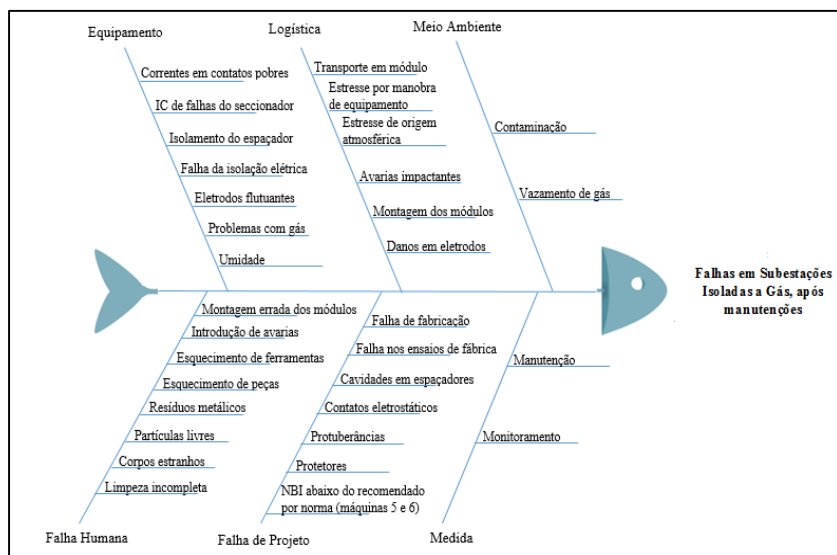 Equipamento
Correntes em contatos pobres
IC de falhas do seccionador
Isolamento do espaçador
Falha da isolação elétrica
Eletrodos flutuantes
Problemas com gás
Umidade
Logística
Transporte em módulo
Estresse por manobra
de equipamento
Estresse de origem
atmosférica
Avarias impactantes
Montagem dos módulos
Danos em eletrodos
Meio Ambiente
Contaminação
Vazamento de gás
Falhas em Subestações
Isoladas a Gás, após
manutenções
Montagem errada dos módulos
Introdução de avarias
Esquecimento de ferramentas
Esquecimento de peças
Resíduos metálicos
Partículas livres
Corpos estranhos
Limpeza incompleta
Falha Humana
Falha de fabricação
Falha nos ensaios de fábrica
Cavidades em espaçadores
Contatos eletrostáticos
Protuberâncias
Protetores
NBI abaixo do recomendado
por norma (máquinas 5 e 6)
Falha de Projeto
Manutenção
Monitoramento
Medida